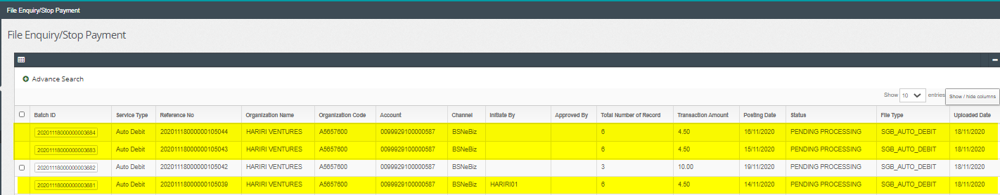 File Enquiry/Stop Payment
File Enquiry/Stop Payment
Advance Search
Show 10 entries Show / hide columns
Batch ID Service Type Reference No Organization Name Organization Code Account Channel Initiate By Approved By Total Number of Record Transaction Amount Posting Date Status File Type Uploaded Date
20201118000000003684 Auto Debit 20201118000000105044 HARIRI VENTURES A5657600 0099929100000587 BSNeBiz 6 4.50 16/11/2020 PENDING PROCESSING SGB_AUTO_DEBIT 18/11/2020
20201118000000003683 Auto Debit 20201118000000105043 HARIRI VENTURES A5657600 0099929100000587 BSNeBiz 6 4.50 15/11/2020 PENDING PROCESSING SGB_AUTO_DEBIT 18/11/2020
20201118000000003682 Auto Debit 20201118000000105042 HARIRI VENTURES A5657600 0099929100000587 BSNeBiz 3 10.00 19/11/2020 PENDING PROCESSING SGB_AUTO_DEBIT 18/11/2020
20201118000000003681 Auto Debit 20201118000000105039 HARIRI VENTURES A5657600 0099929100000587 BSNeBiz HARIRI01 6 4.50 14/11/2020 PENDING PROCESSING SGB_AUTO_DEBIT 18/11/2020